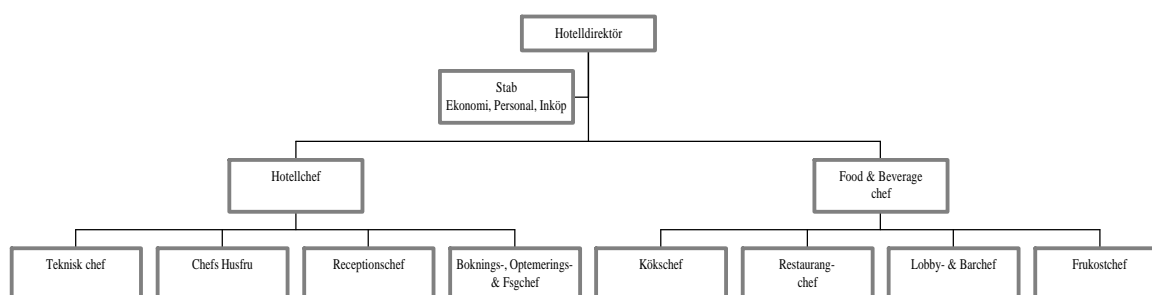 Hotelldirektör
Stab
Ekonomi, Personal, Inköp
Hotellchef
Food & Beverage
chef
Teknisk chef
Chefs Husfru
Receptionschef
Boknings-, Optemerings-
& Fsgchef
Kökschef
Restaurang-
chef
Lobby- & Barchef
Frukostchef